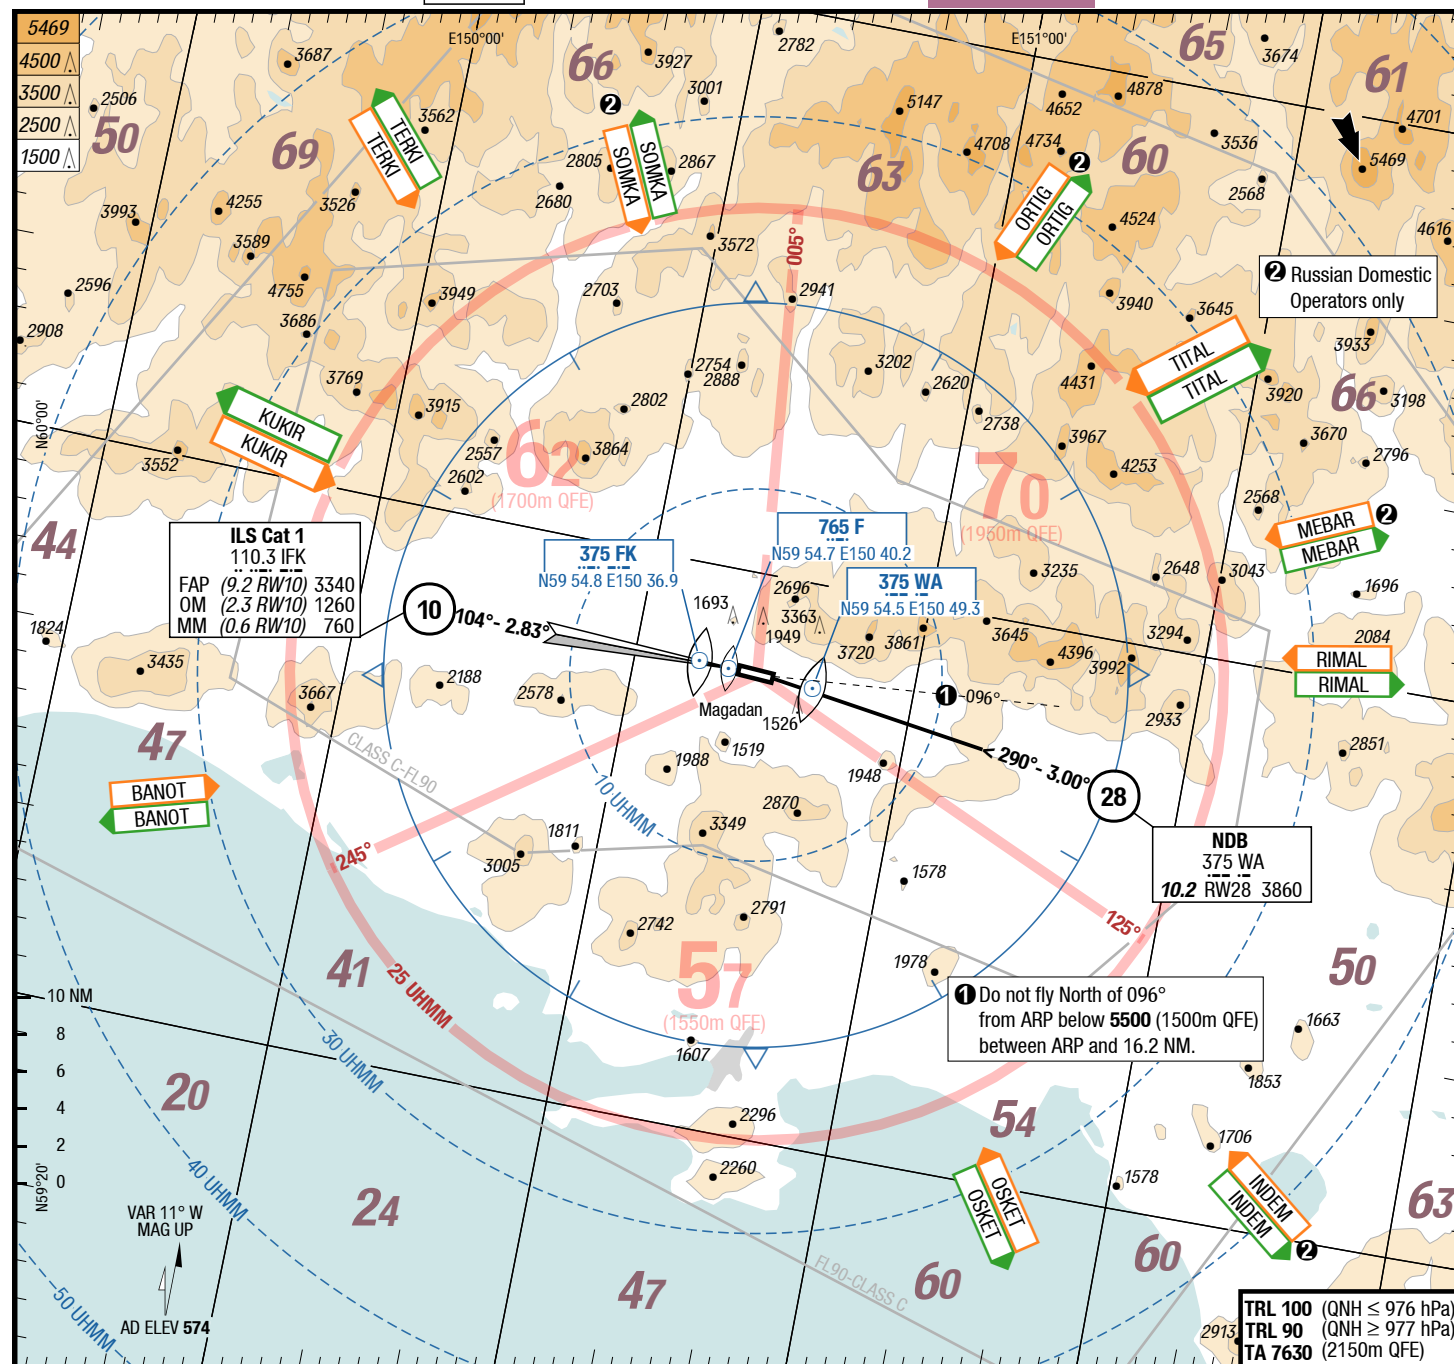 5469
4500
3500
2500
1500
E150°00'
E151°00'
2782
3687
3927
3001
66
65
3674
61
4701
5469
2506
50
69
TERKI
TERKI
3562
2
2805
SOMKA
SOMKA
2867
2680
5147
4652
4878
4708
4734
2
60
3536
2568
63
ORTIG
ORTIG
4524
4616
3993
4255
3526
3589
4755
3572
005°
2 Russian Domestic
Operators only
2596
3949
2703
2941
3940
3645
3933
2908
3686
2754
2888
3202
2620
4431
TITAL
TITAL
3920
66
3198
3769
KUKIR
KUKIR
3915
2802
2738
3967
3670
2796
N60°00'
3552
2557
62
3864
(1700m QFE)
2602
70
(1950m QFE)
4253
2568
MEBAR 2
MEBAR
44
ILS Cat 1
110.3 IFK
FAP (9.2 RW10) 3340
OM (2.3 RW10) 1260
MM (0.6 RW10) 760
375 FK
N59 54.8 E150 36.9
765 F
N59 54.7 E150 40.2
375 WA
N59 54.5 E150 49.3
3235
2648
3043
1696
10
104°- 2.83°
1693
2696
3363
1949
3720
3861
3645
3294
2084
1824
3435
4396
3992
RIMAL
RIMAL
3667
2188
2578
Magadan
1526
1 096°
2933
47
1519
1988
1948
< 290°- 3.00°
28
2851
CLASS C-FL90
BANOT
BANOT
10 UHMM
2870
3349
NDB
375 WA
10.2 RW28 3860
1811
3005
245°
1578
2742
2791
125°
41
25 UHMM
57
(1550m QFE)
1978
50
1 Do not fly North of 096°
from ARP below 5500 (1500m QFE)
between ARP and 16.2 NM.
10 NM
8
6
4
2
0
N59°20'
30 UHMM
1607
1663
1853
20
54
2296
1706
40 UHMM
2260
OSKET
OSKET
1578
INDEM
INDEM
2
63
24
VAR 11° W
MAG UP
60
60
FL90-CLASS C
47
50 UHMM
AD ELEV 574
2913
TRL 100 (QNH ≤ 976 hPa)
TRL 90 (QNH ≥ 977 hPa)
TA 7630 (2150m QFE)